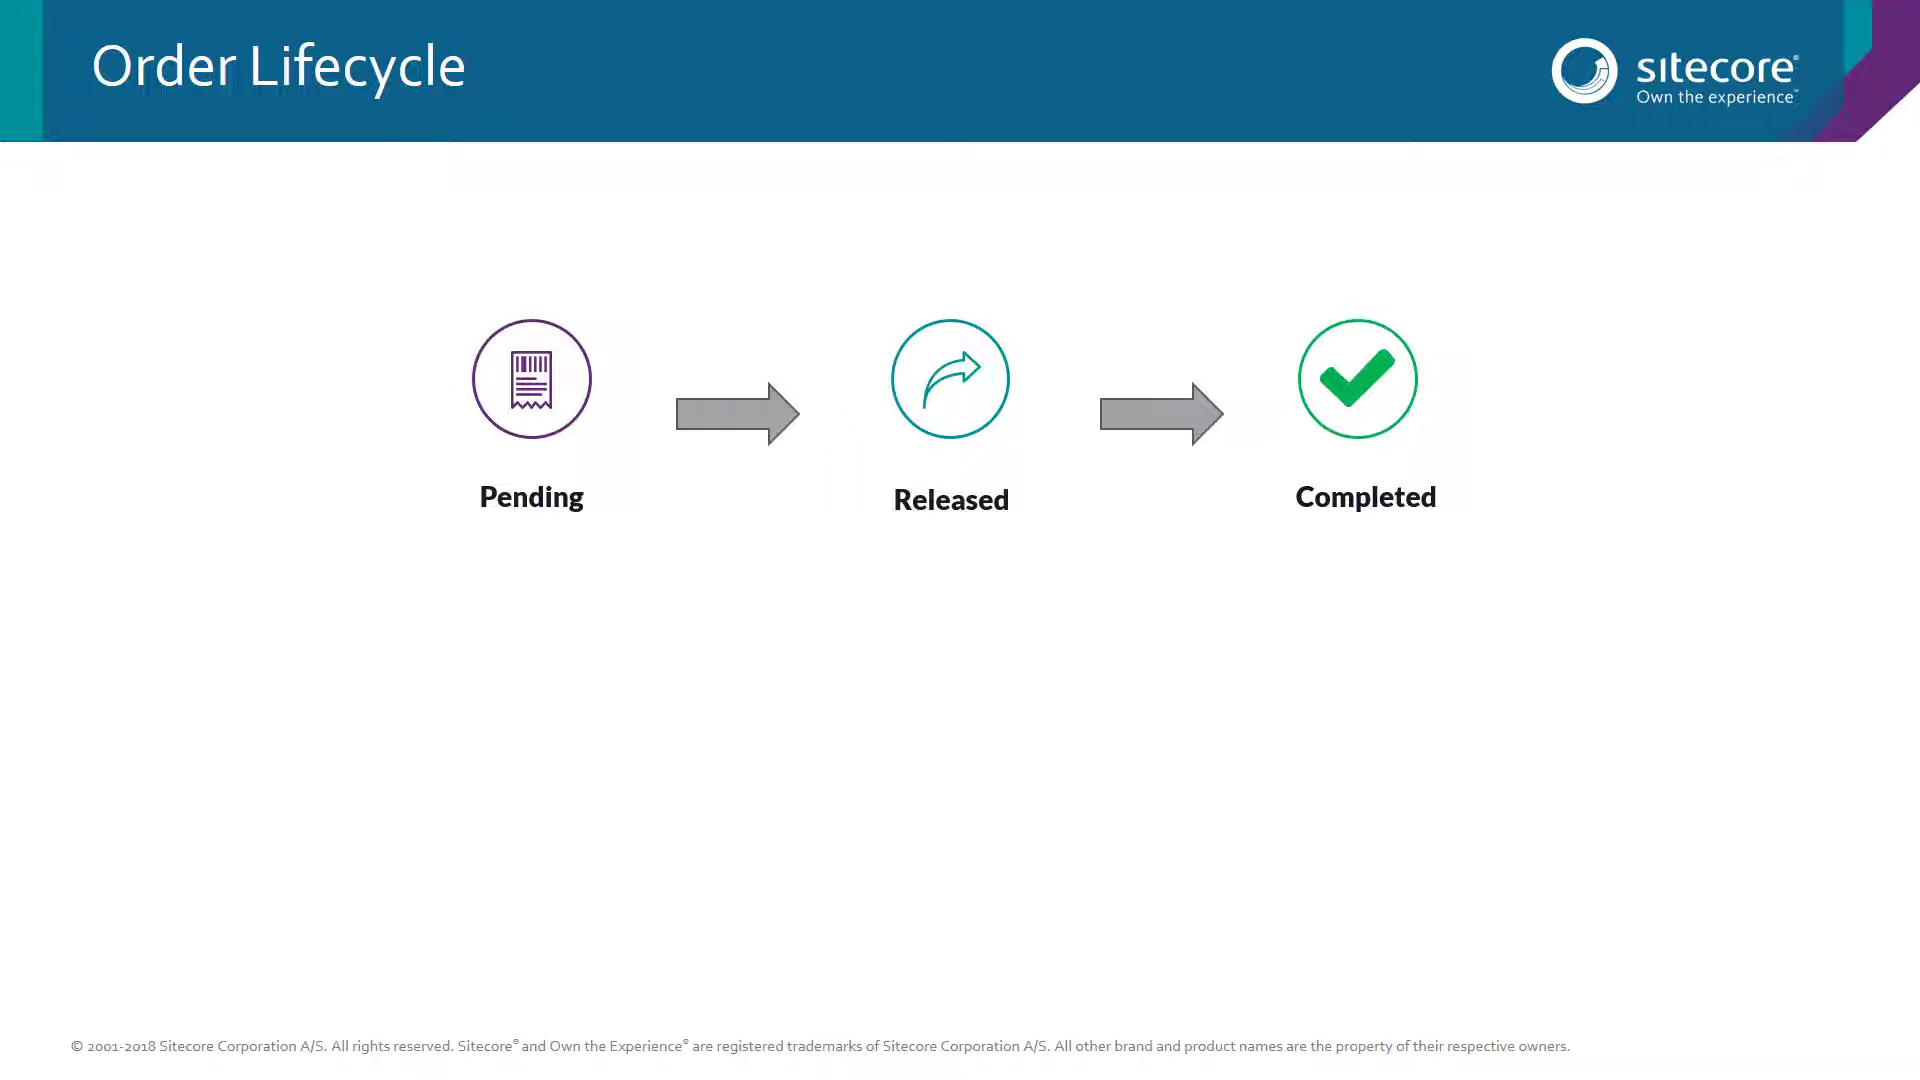 Order Lifecycle
sitecore®
Own the experience™
Pending
Released
Completed
© 2001-2018 Sitecore Corporation A/S. All rights reserved. Sitecore® and Own the Experience® are registered trademarks of Sitecore Corporation A/S. All other brand and product names are the property of their respective owners.